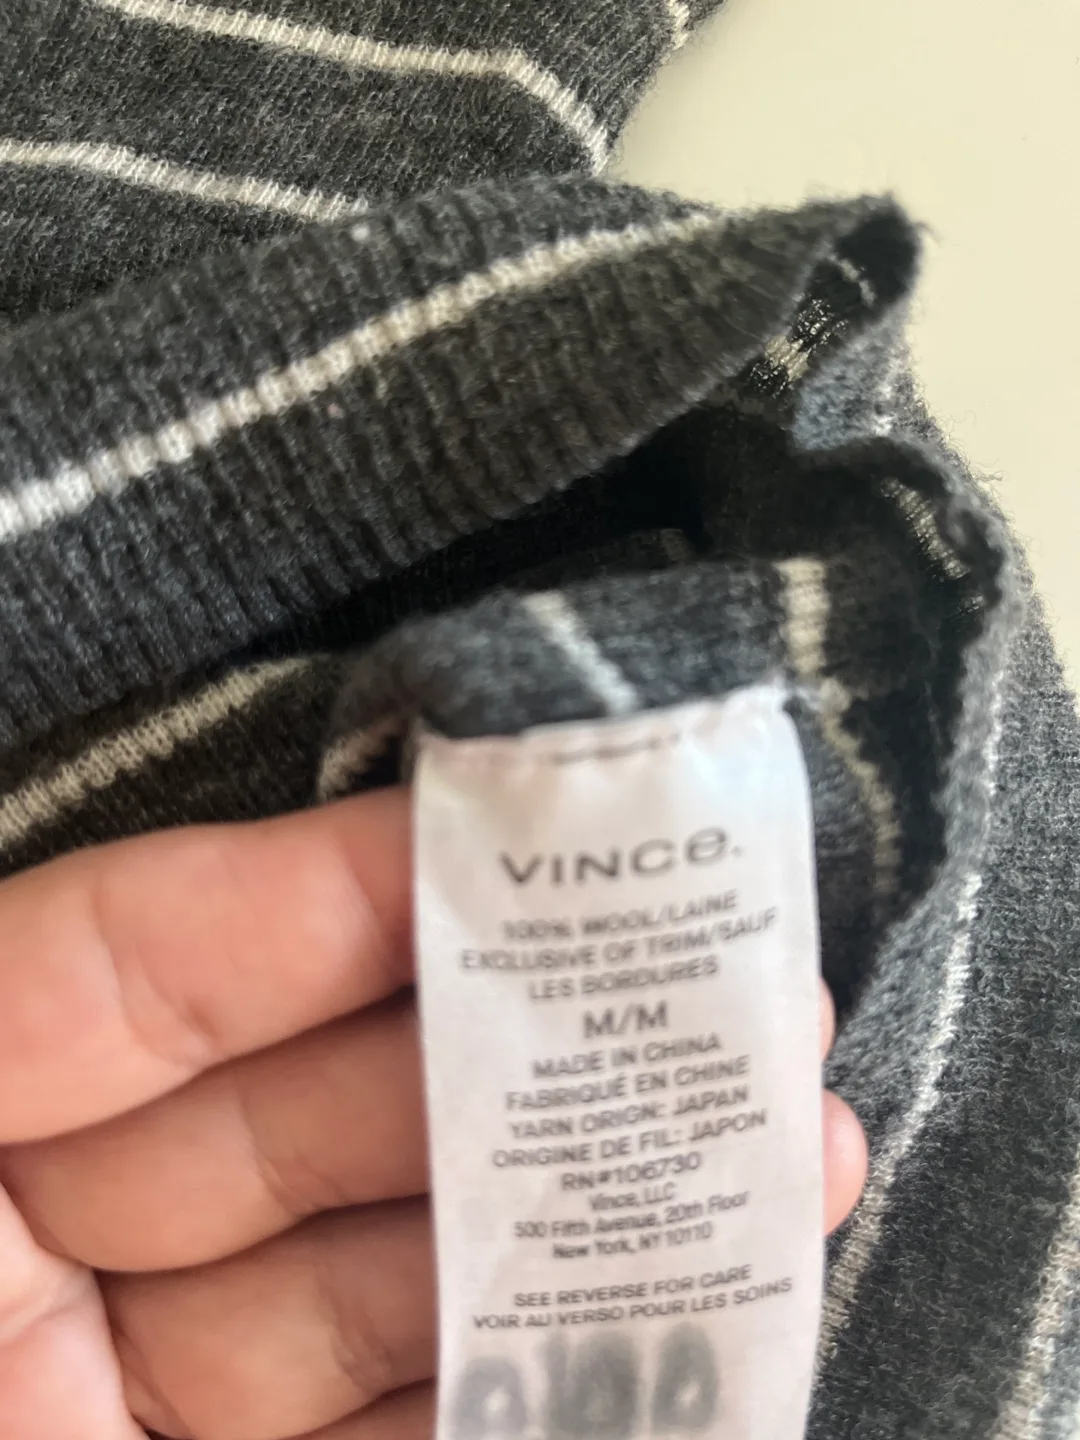 VINCe.
100% WOOL/LAINE
EXCLUSIVE OF TRIM/SAUF
LES BORDURES
M/M
MADE IN CHINA
FABRIQUÉ EN CHINE
YARN ORIGN: JAPAN
ORIGINE DE FIL: JAPON
RN#106730
Vince, LLC
500 Fifth Avenue, 20th Floor
New York, NY 10110
SEE REVERSE FOR CARE
VOIR AU VERSO POUR LES SOINS